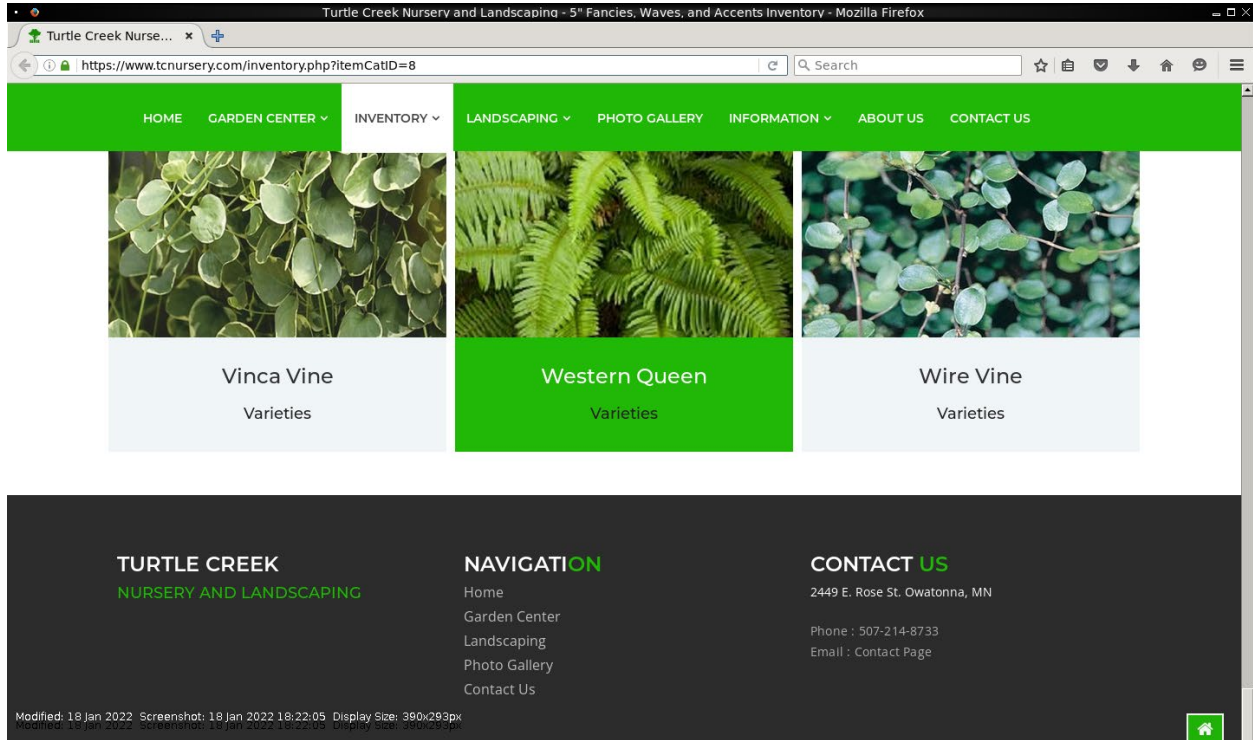 Turtle Creek Nursery and Landscaping - 5" Fancies, Waves, and Accents Inventory - Mozilla Firefox
Turtle Creek Nurse...
https://www.tcnursery.com/inventory.php?itemCatID=8
Search
HOME GARDEN CENTER INVENTORY LANDSCAPING PHOTO GALLERY INFORMATION ABOUT US CONTACT US
Vinca Vine
Varieties
Western Queen
Varieties
Wire Vine
Varieties
TURTLE CREEK
NURSERY AND LANDSCAPING
NAVIGATION
Home
Garden Center
Landscaping
Photo Gallery
Contact Us
CONTACT US
2449 E. Rose St. Owatonna, MN
Phone : 507-214-8733
Email : Contact Page
Modified: 18 Jan 2022 Screenshot: 18 Jan 2022 18:22:05 Display Size: 390x293px